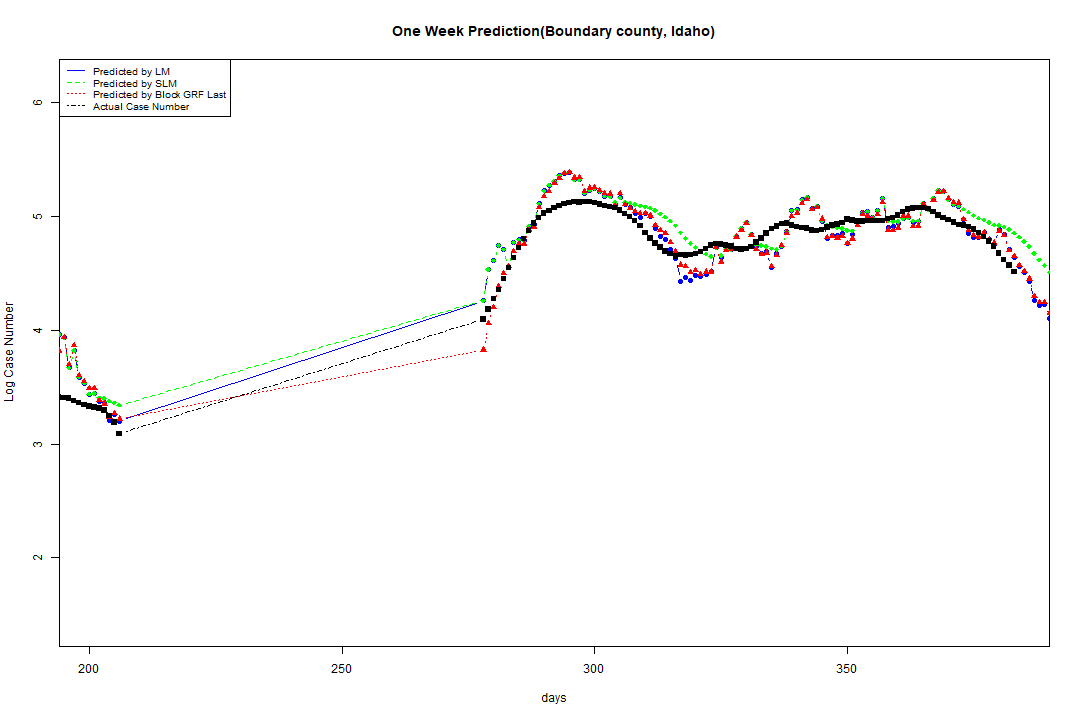 One Week Prediction(Boundary county, Idaho)
Predicted by LM
Predicted by SLM
Predicted by Block GRF Last
Actual Case Number
6
5
4
3
2
Log Case Number
200
250
300
350
days